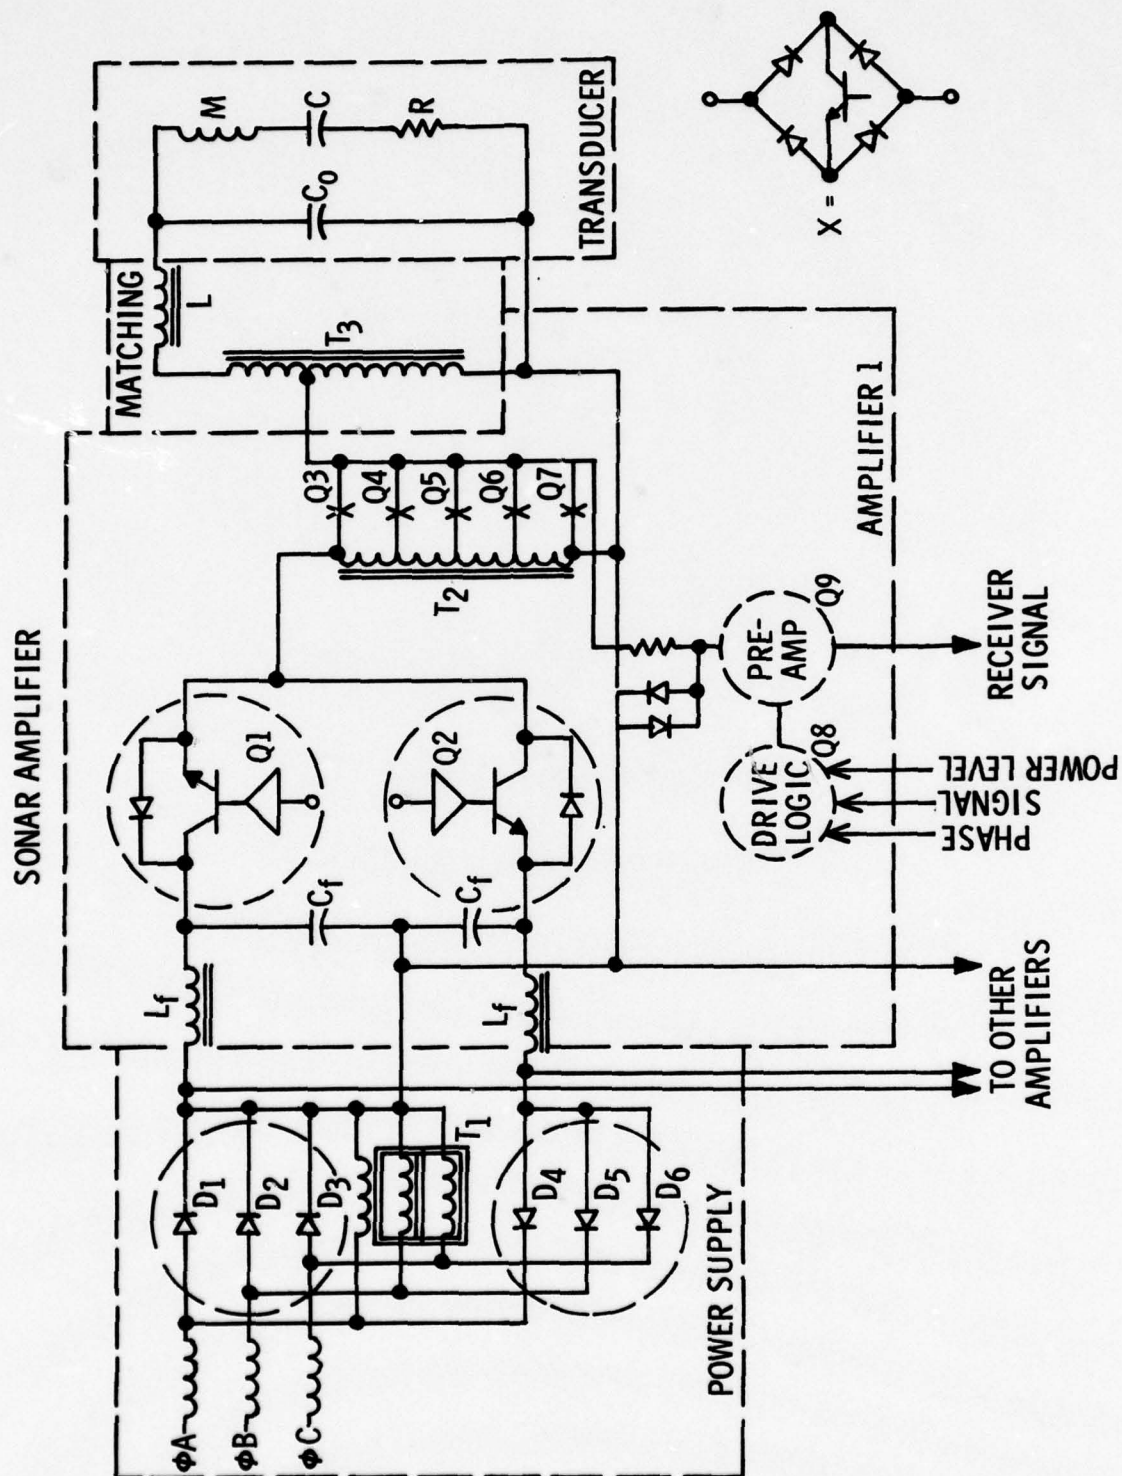 SONAR AMPLIFIER
MATCHING
TRANSDUCER
POWER SUPPLY
AMPLIFIER 1
ΦA
ΦB
ΦC
D1
D2
D3
T1
D4
D5
D6
Lf
Lf
Cf
Cf
Q1
Q2
T2
Q3
Q4
Q5
Q6
Q7
T3
L
M
C
R
C0
X =
PRE-
AMP
Q9
DRIVE
LOGIC
Q8
PHASE
SIGNAL
POWER LEVEL
RECEIVER
SIGNAL
TO OTHER
AMPLIFIERS